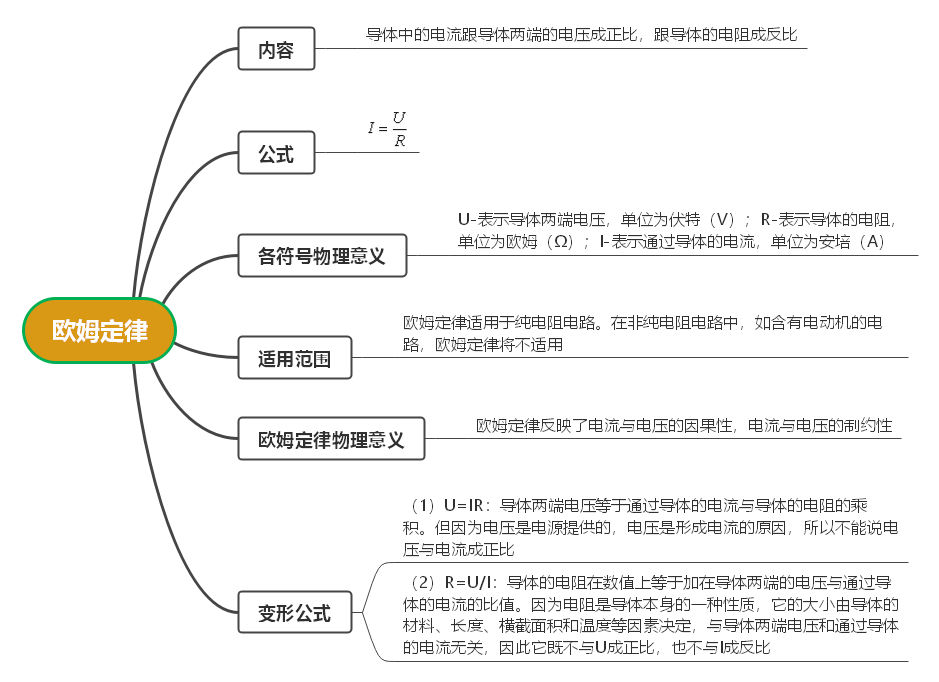 欧姆定律
内容
导体中的电流跟导体两端的电压成正比，跟导体的电阻成反比
公式
I = U/R
各符号物理意义
U-表示导体两端电压，单位为伏特（V）；R-表示导体的电阻，
单位为欧姆（Ω）；I-表示通过导体的电流，单位为安培（A）
适用范围
欧姆定律适用于纯电阻电路。在非纯电阻电路中，如含有电动机的电
路，欧姆定律将不适用
欧姆定律物理意义
欧姆定律反映了电流与电压的因果性，电流与电压的制约性
变形公式
（1）U=IR：导体两端电压等于通过导体的电流与导体的电阻的乘
积。但因为电压是电源提供的，电压是形成电流的原因，所以不能说电
压与电流成正比
（2）R=U/I：导体的电阻在数值上等于加在导体两端的电压与通过导
体的电流的比值。因为电阻是导体本身的一种性质，它的大小由导体的
材料、长度、横截面积和温度等因素决定，与导体两端电压和通过导体
的电流无关，因此它既不与U成正比，也不与I成反比